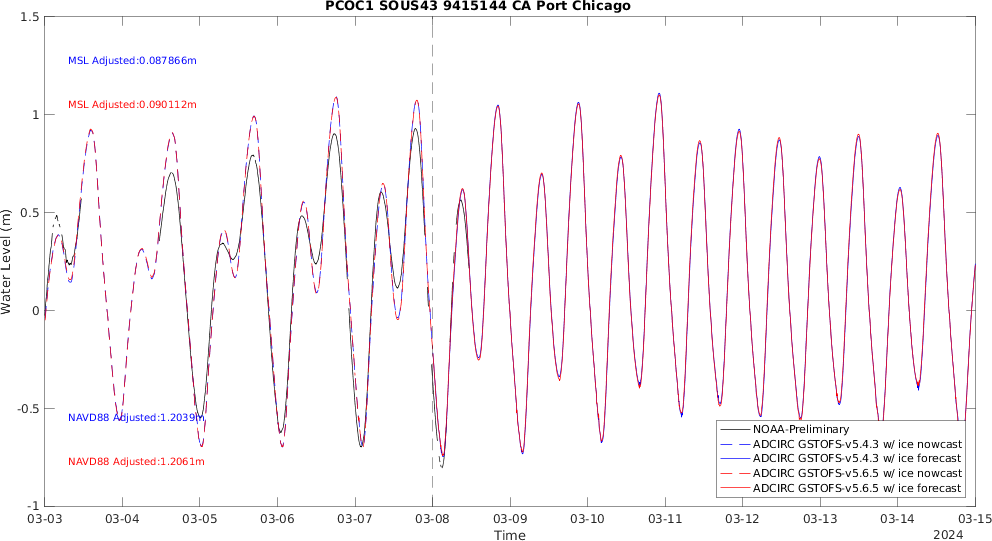 PCOC1 SOUS43 9415144 CA Port Chicago
1.5
1
0.5
0
-0.5
-1
Water Level (m)
MSL Adjusted:0.087866m
MSL Adjusted:0.090112m
NAVD88 Adjusted:1.2039m
NAVD88 Adjusted:1.2061m
NOAA-Preliminary
ADCIRC GSTOFS-v5.4.3 w/ ice nowcast
ADCIRC GSTOFS-v5.4.3 w/ ice forecast
ADCIRC GSTOFS-v5.6.5 w/ ice nowcast
ADCIRC GSTOFS-v5.6.5 w/ ice forecast
03-03 03-04 03-05 03-06 03-07 03-08 03-09 03-10 03-11 03-12 03-13 03-14 03-15
Time
2024